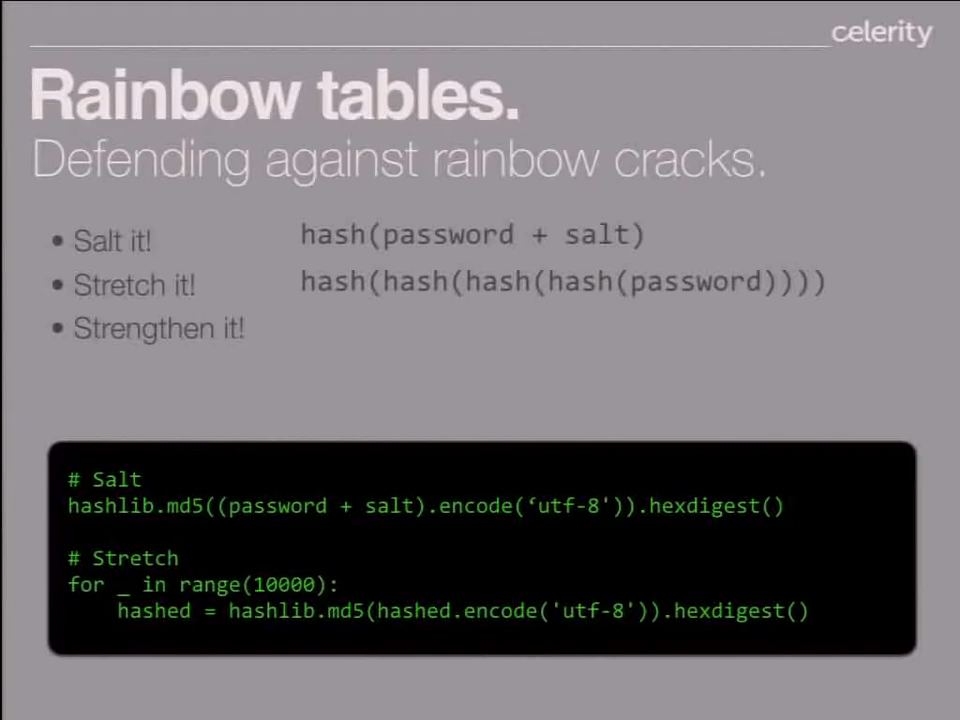 celerity
Rainbow tables.
Defending against rainbow cracks.
• Salt it! hash(password + salt)
• Stretch it! hash(hash(hash(hash(password))))
• Strengthen it!
# Salt
hashlib.md5((password + salt).encode(‘utf-8')).hexdigest()
# Stretch
for _ in range(10000):
    hashed = hashlib.md5(hashed.encode('utf-8')).hexdigest()